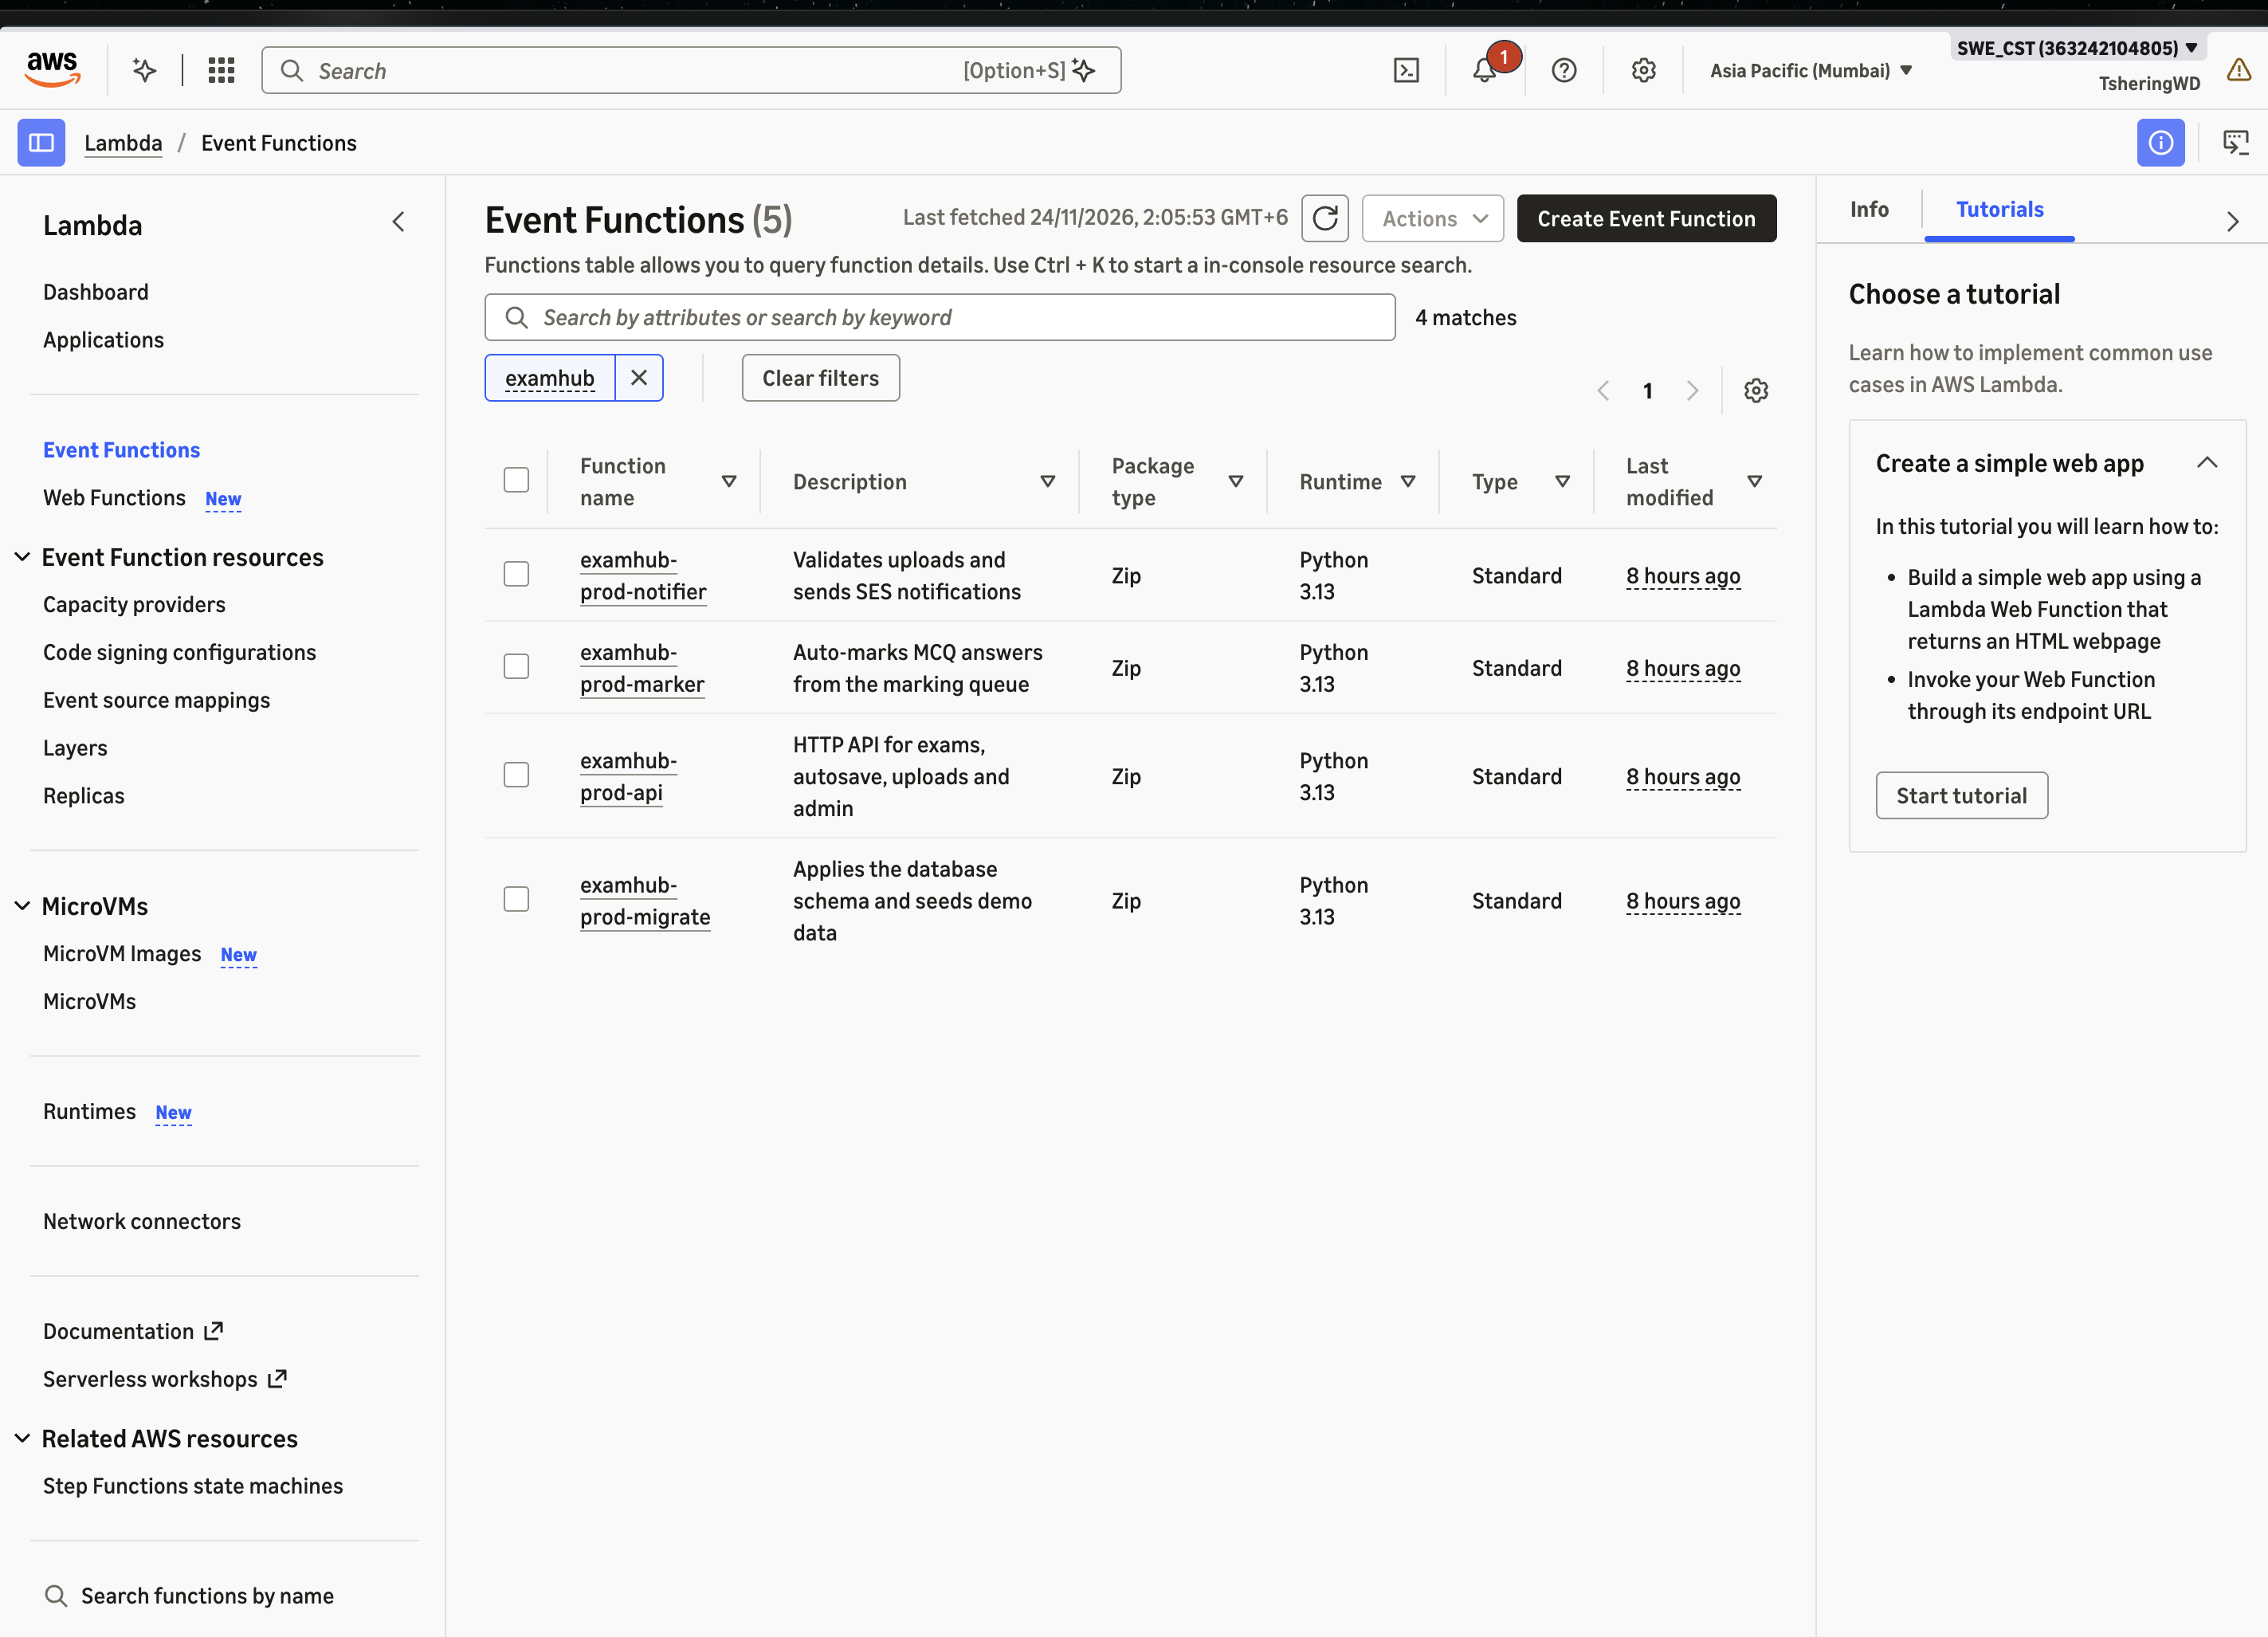 aws
Search [Option+S]
1
Asia Pacific (Mumbai)
SWE_CST (363242104805)
TsheringWD
Lambda / Event Functions
Lambda
Dashboard
Applications
Event Functions
Web Functions New
Event Function resources
Capacity providers
Code signing configurations
Event source mappings
Layers
Replicas
MicroVMs
MicroVM Images New
MicroVMs
Runtimes New
Network connectors
Documentation
Serverless workshops
Related AWS resources
Step Functions state machines
Search functions by name
Event Functions (5)
Last fetched 24/11/2026, 2:05:53 GMT+6
Actions
Create Event Function
Functions table allows you to query function details. Use Ctrl + K to start a in-console resource search.
Search by attributes or search by keyword
4 matches
examhub
Clear filters
1
Function
name
Description
Package
type
Runtime
Type
Last
modified
examhub-
prod-notifier
Validates uploads and
sends SES notifications
Zip
Python
3.13
Standard
8 hours ago
examhub-
prod-marker
Auto-marks MCQ answers
from the marking queue
Zip
Python
3.13
Standard
8 hours ago
examhub-
prod-api
HTTP API for exams,
autosave, uploads and
admin
Zip
Python
3.13
Standard
8 hours ago
examhub-
prod-migrate
Applies the database
schema and seeds demo
data
Zip
Python
3.13
Standard
8 hours ago
Info
Tutorials
Choose a tutorial
Learn how to implement common use
cases in AWS Lambda.
Create a simple web app
In this tutorial you will learn how to:
• Build a simple web app using a
Lambda Web Function that
returns an HTML webpage
• Invoke your Web Function
through its endpoint URL
Start tutorial